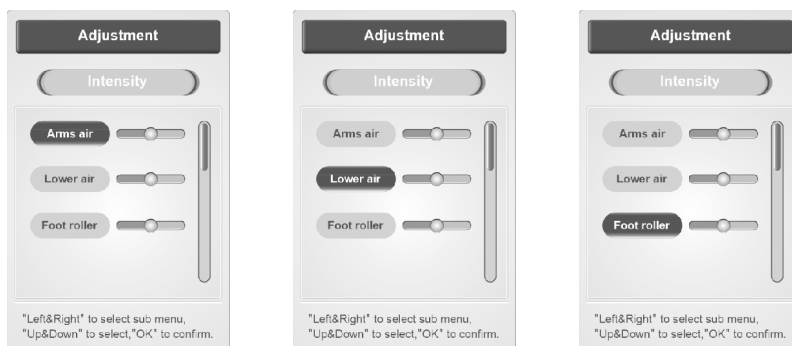 Adjustment
Intensity
Arms air
Lower air
Foot roller
"Left&Right" to select sub menu,
"Up&Down" to select,"OK" to confirm.
Adjustment
Intensity
Arms air
Lower air
Foot roller
"Left&Right" to select sub menu,
"Up&Down" to select,"OK" to confirm.
Adjustment
Intensity
Arms air
Lower air
Foot roller
"Left&Right" to select sub menu,
"Up&Down" to select,"OK" to confirm.